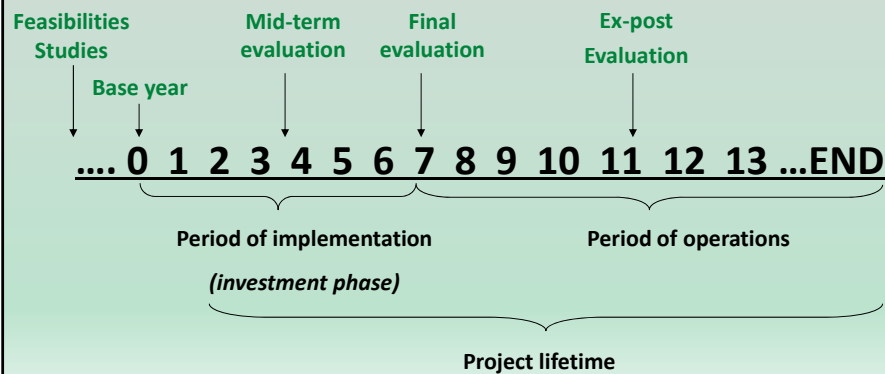 Feasibilities
Studies
Base year
Mid-term
evaluation
Final
evaluation
Ex-post
Evaluation
.... 0 1 2 3 4 5 6 7 8 9 10 11 12 13 ...END
Period of implementation
(investment phase)
Period of operations
Project lifetime